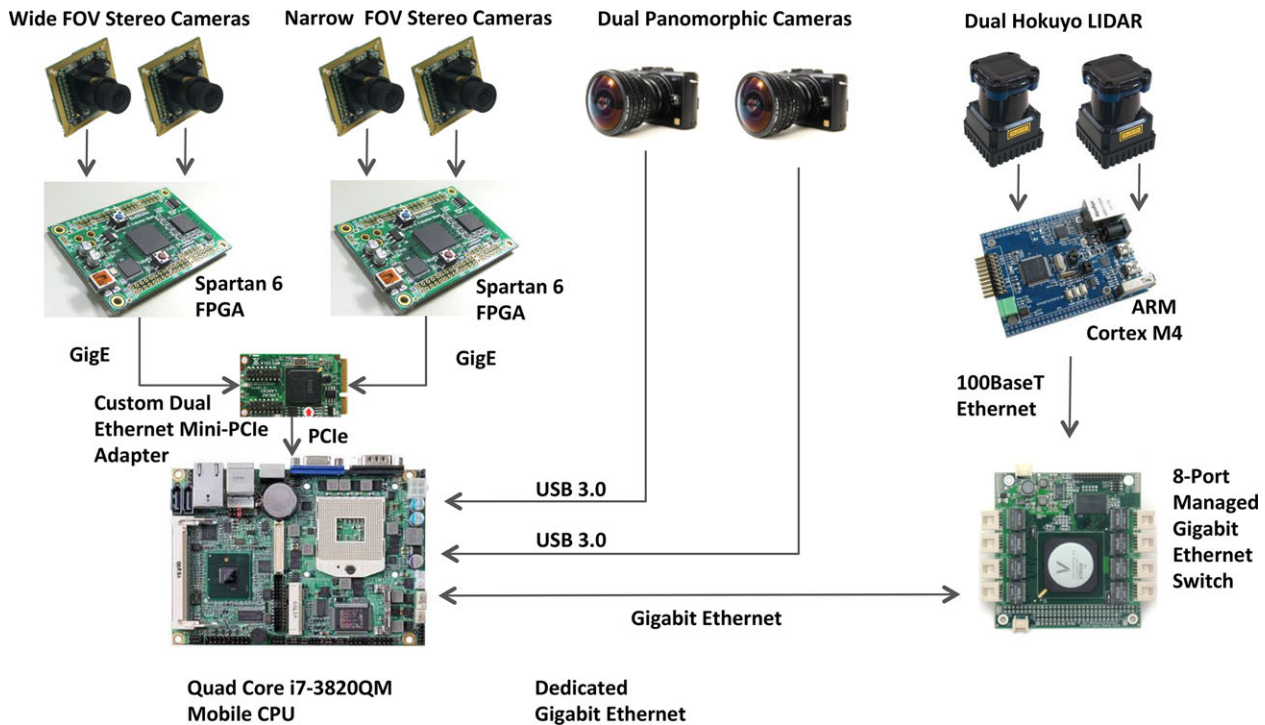 Wide FOV Stereo Cameras
Narrow FOV Stereo Cameras
Dual Panomorphic Cameras
Dual Hokuyo LIDAR
Spartan 6
FPGA
Spartan 6
FPGA
ARM
Cortex M4
GigE
GigE
100BaseT
Ethernet
Custom Dual
Ethernet Mini-PCIe
Adapter
PCIe
USB 3.0
USB 3.0
8-Port
Managed
Gigabit
Ethernet
Switch
Gigabit Ethernet
Quad Core i7-3820QM
Mobile CPU
Dedicated
Gigabit Ethernet